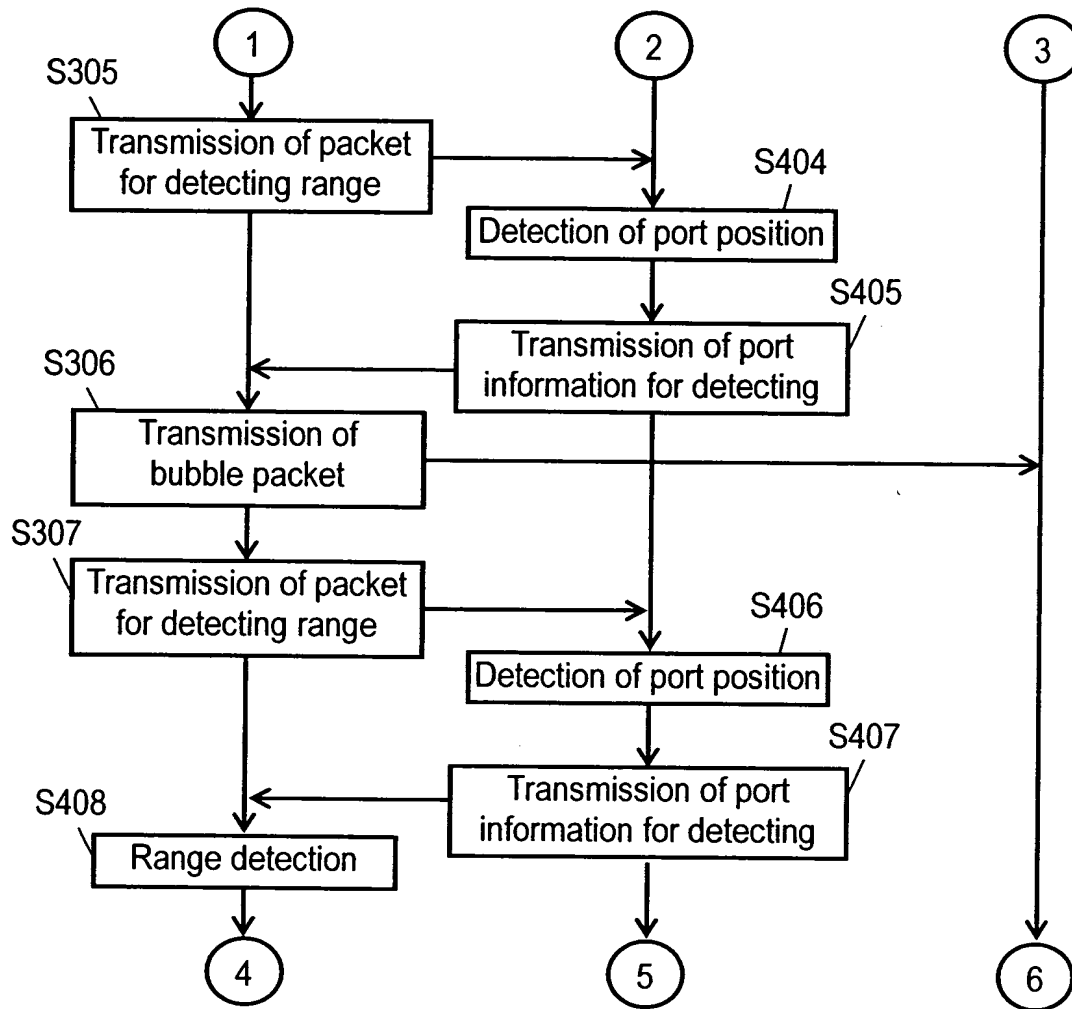 1
2
3
S305
Transmission of packet
for detecting range
S404
Detection of port position
S405
Transmission of port
information for detecting
S306
Transmission of
bubble packet
S307
Transmission of packet
for detecting range
S406
Detection of port position
S407
Transmission of port
information for detecting
S408
Range detection
4
5
6